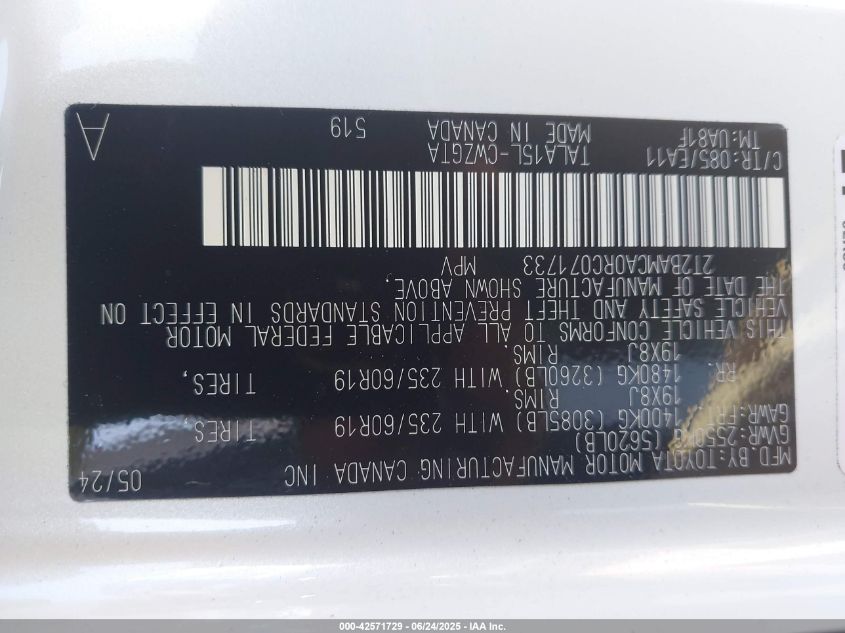 MFD.BY:TOYOTA MOTOR MANUFACTURING CANADA INC 05/24
GVWR:2550KG (5620LB)
GAWR:FRT. 1400KG (3085LB) WITH 235/60R19 TIRES,
19X8J RIMS
RR. 1480KG (3260LB) WITH 235/60R19 TIRES,
19X8J RIMS.
THIS VEHICLE CONFORMS TO ALL APPLICABLE FEDERAL MOTOR
VEHICLE SAFETY AND THEFT PREVENTION STANDARDS IN EFFECT ON
THE DATE OF MANUFACTURE SHOWN ABOVE.
2T2BAMCA0RC071733 MPV
C/TR:085/EA11 TALA15L-CWZGTA
TM:UA81F MADE IN CANADA 519
A
000-42571729 - 06/24/2025 - IAA Inc.